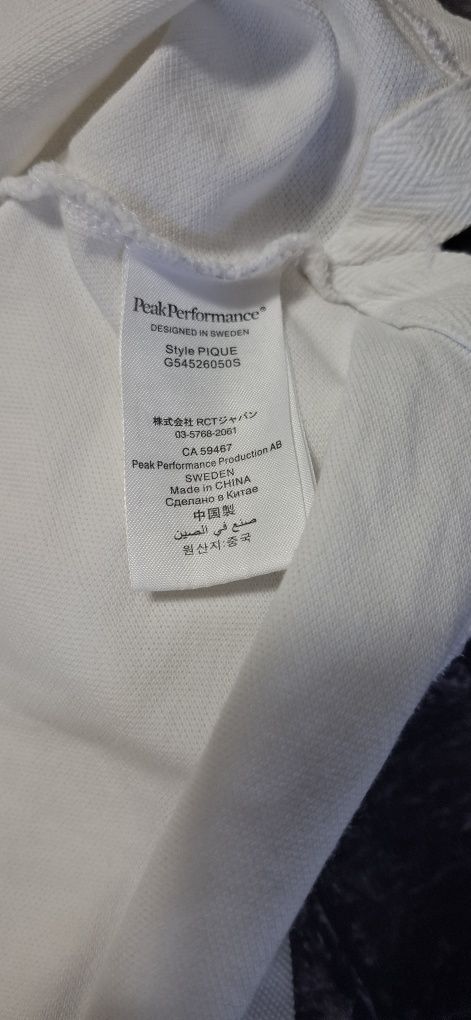 PeakPerformance®
DESIGNED IN SWEDEN
Style PIQUE
G54526050S
株式会社 RCTジャパン
03-5768-2061
CA 59467
Peak Performance Production AB
SWEDEN
Made in CHINA
Сделано в Китае
中国製
صنع في الصين
원산지:중국